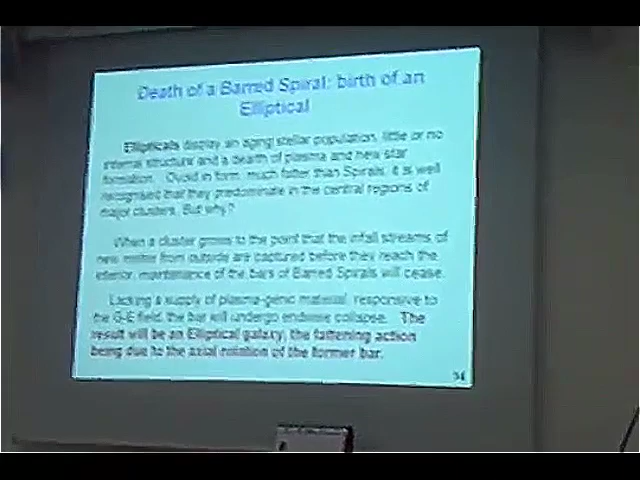 Death of a Barred Spiral: birth of an
Elliptical
Ellipticals display an aging stellar population, little or no
internal structure and a dearth of plasma and new star
formation. Ovoid in form, much fatter than Spirals, it is well
recognised that they predominate in the central regions of
major clusters. But why?
When a cluster grows to the point that the infall streams of
new matter from outside are captured before they reach the
interior, maintenance of the bars of Barred Spirals will cease.
Lacking a supply of plasma-genic material, responsive to
the G-E field, the bar will undergo endwise collapse. The
result will be an Elliptical galaxy, the fattening action
being due to the axial rotation of the former bar.